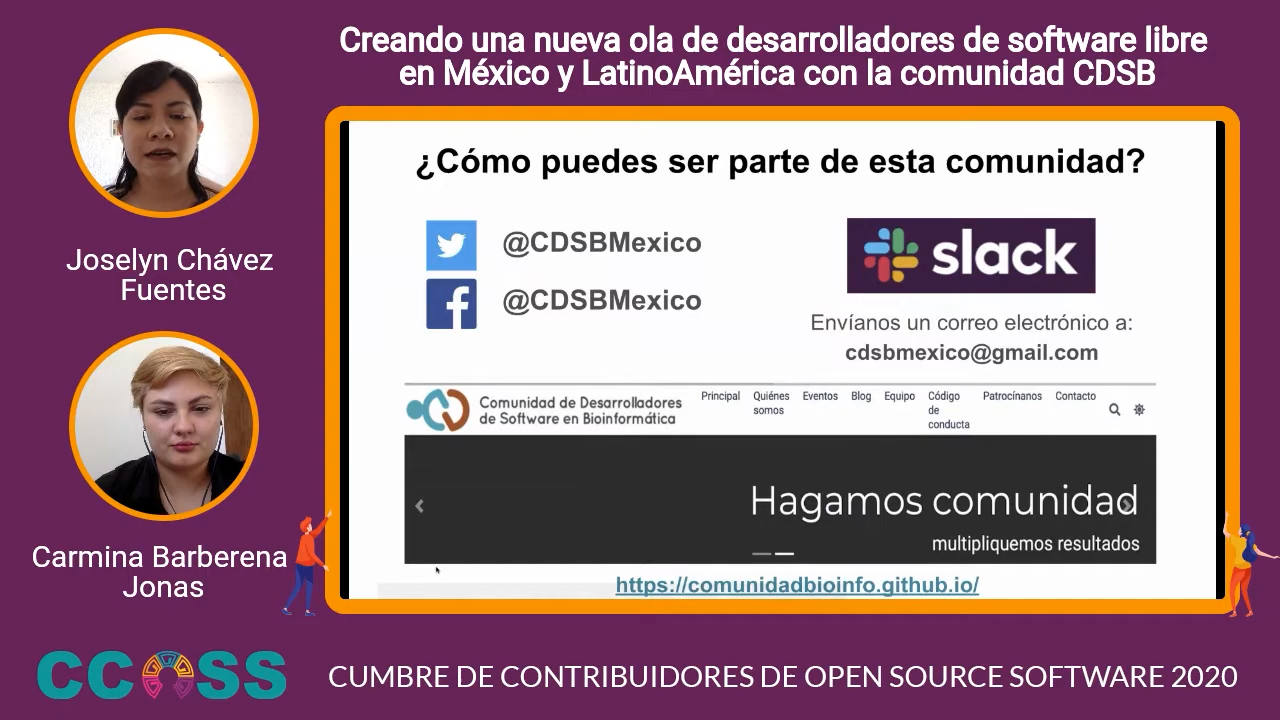 Creando una nueva ola de desarrolladores de software libre
en México y LatinoAmérica con la comunidad CDSB
Joselyn Chávez
Fuentes
Carmina Barberena
Jonas
¿Cómo puedes ser parte de esta comunidad?
@CDSBMexico
@CDSBMexico
slack
Envíanos un correo electrónico a:
cdsbmexico@gmail.com
Comunidad de Desarrolladores
de Software en Bioinformática
Principal
Quiénes
somos
Eventos
Blog
Equipo
Código
de
conducta
Patrocínanos
Contacto
Hagamos comunidad
multipliquemos resultados
https://comunidadbioinfo.github.io/
CCOSS
CUMBRE DE CONTRIBUIDORES DE OPEN SOURCE SOFTWARE 2020